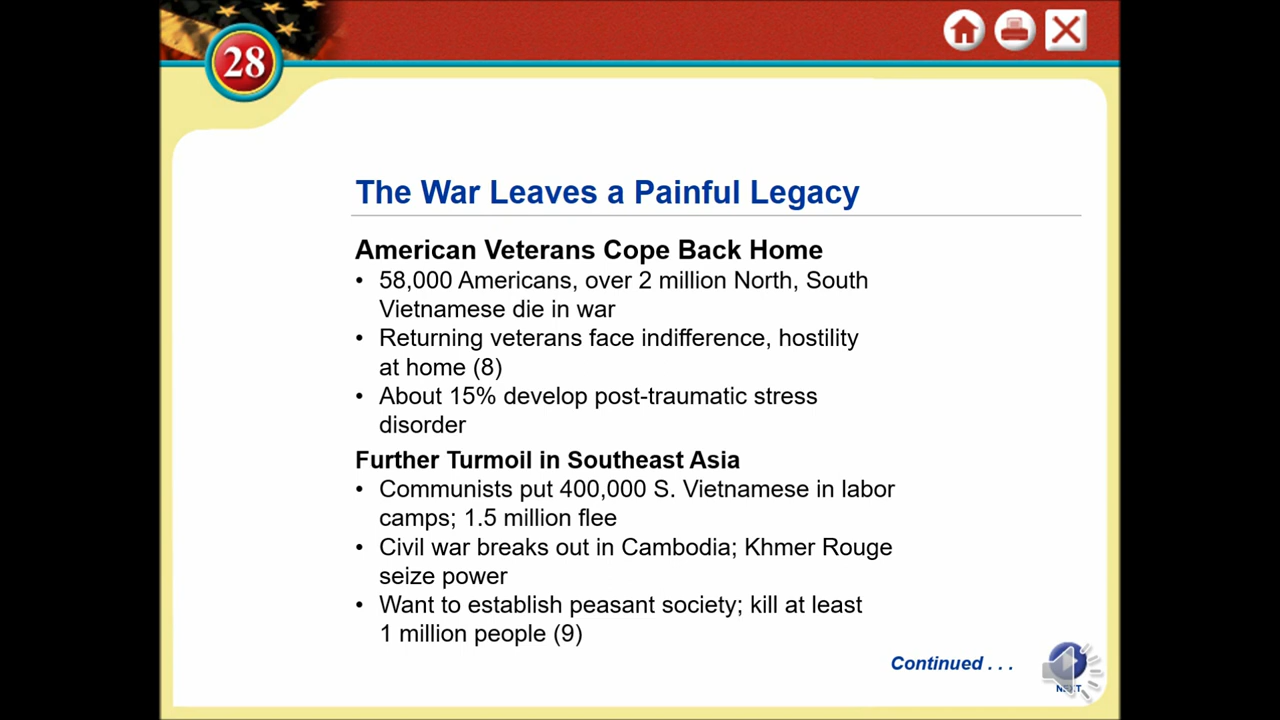 28
The War Leaves a Painful Legacy
American Veterans Cope Back Home
• 58,000 Americans, over 2 million North, South
Vietnamese die in war
• Returning veterans face indifference, hostility
at home (8)
• About 15% develop post-traumatic stress
disorder
Further Turmoil in Southeast Asia
• Communists put 400,000 S. Vietnamese in labor
camps; 1.5 million flee
• Civil war breaks out in Cambodia; Khmer Rouge
seize power
• Want to establish peasant society; kill at least
1 million people (9)
Continued . . .